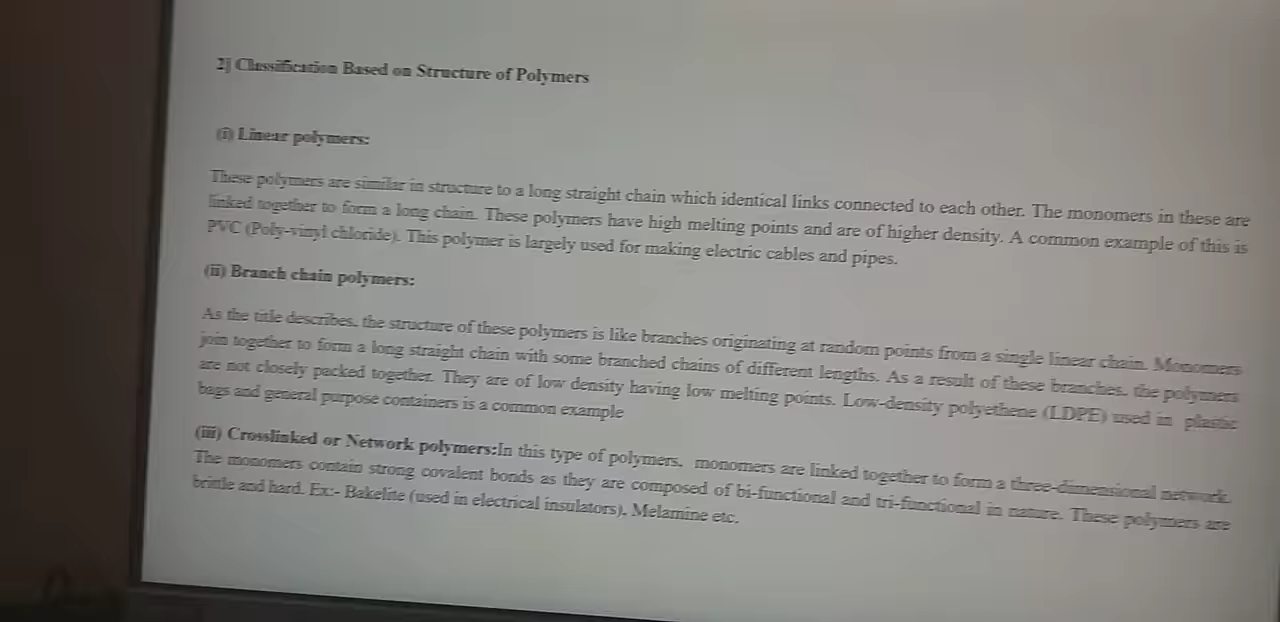 2] Classification Based on Structure of Polymers
(i) Linear polymers:
These polymers are similar in structure to a long straight chain which identical links connected to each other. The monomers in these are
linked together to form a long chain. These polymers have high melting points and are of higher density. A common example of this is
PVC (Poly-vinyl chloride). This polymer is largely used for making electric cables and pipes.
(ii) Branch chain polymers:
As the title describes, the structure of these polymers is like branches originating at random points from a single linear chain. Monomers
join together to form a long straight chain with some branched chains of different lengths. As a result of these branches, the polymers
are not closely packed together. They are of low density having low melting points. Low-density polyethene (LDPE) used in plastic
bags and general purpose containers is a common example
(iii) Crosslinked or Network polymers:In this type of polymers, monomers are linked together to form a three-dimensional network.
The monomers contain strong covalent bonds as they are composed of bi-functional and tri-functional in nature. These polymers are
brittle and hard. Ex:- Bakelite (used in electrical insulators), Melamine etc.